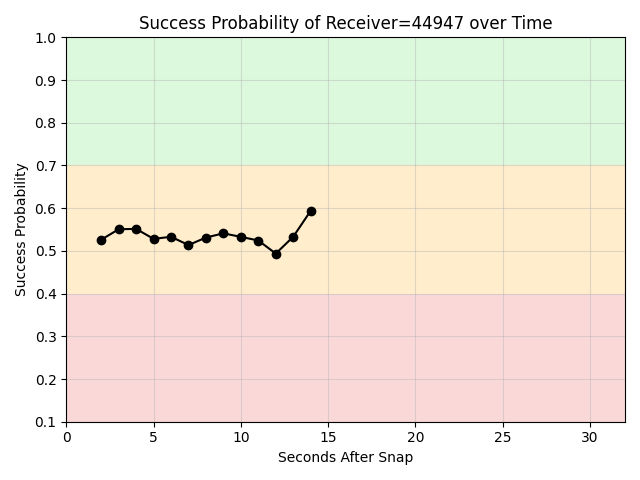 Success Probability of Receiver=44947 over Time
1.0
0.9
0.8
0.7
0.6
0.5
0.4
0.3
0.2
0.1
Success Probability
0 5 10 15 20 25 30
Seconds After Snap